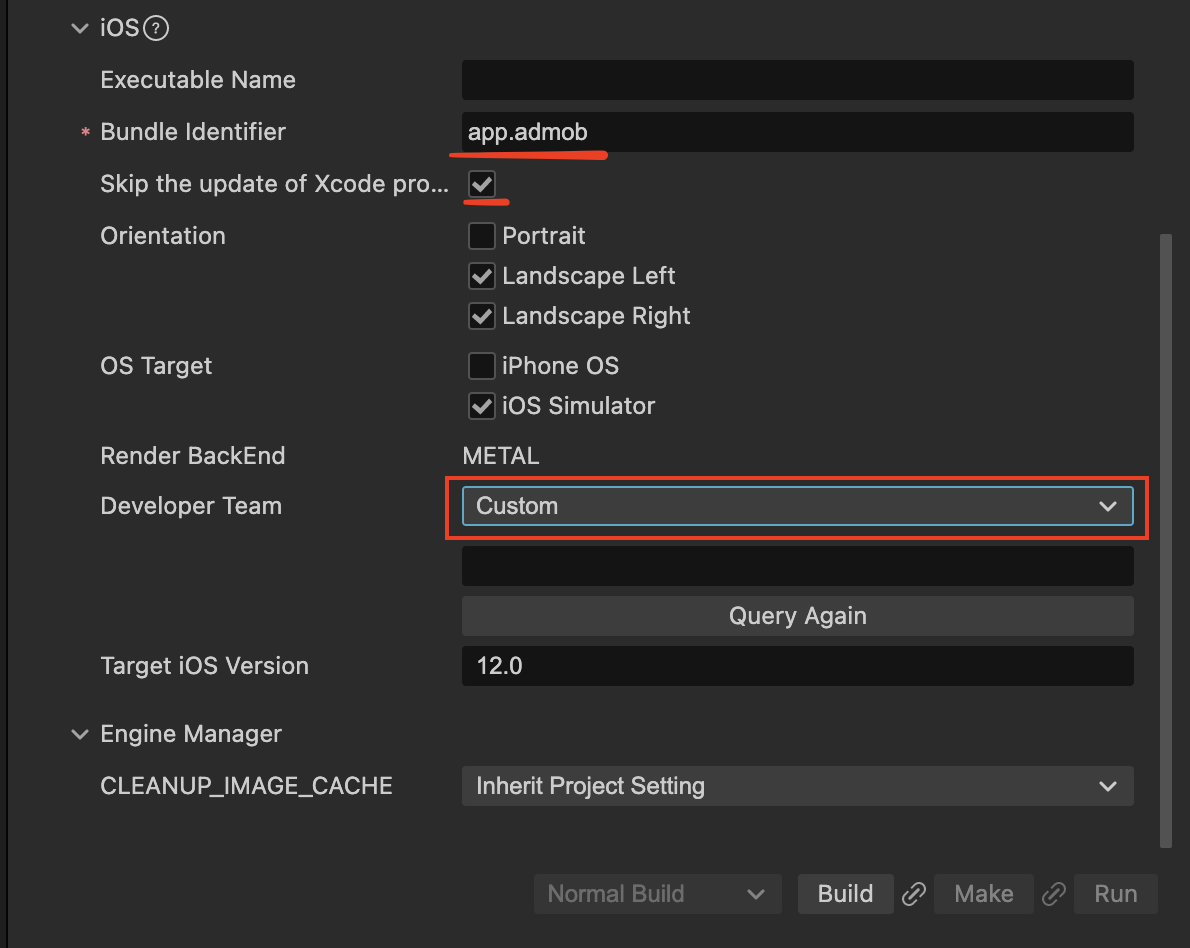 iOS ?
Executable Name
* Bundle Identifier app.admob
Skip the update of Xcode pro...
Orientation Portrait
Landscape Left
Landscape Right
OS Target iPhone OS
iOS Simulator
Render BackEnd METAL
Developer Team Custom
Query Again
Target iOS Version 12.0
Engine Manager
CLEANUP_IMAGE_CACHE Inherit Project Setting
Normal Build Build Make Run